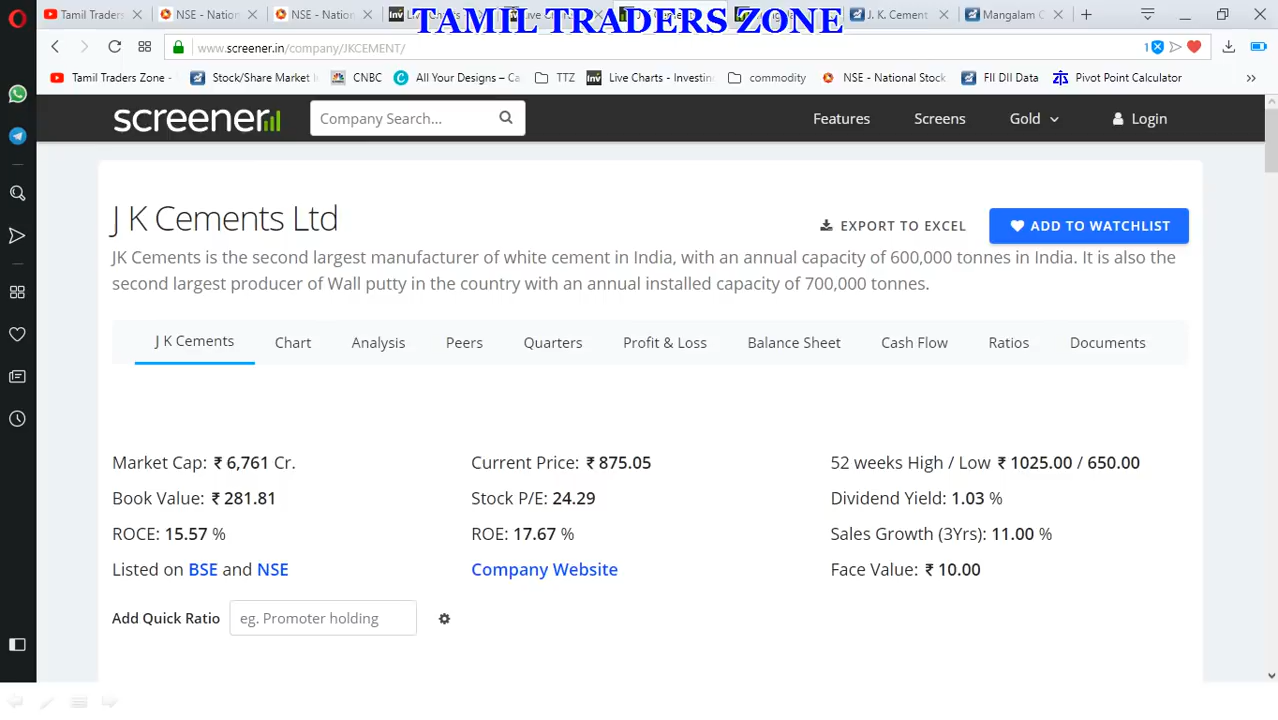 Tamil Traders
NSE - Nation
NSE - Nation
TAMIL TRADERS ZONE
J. K. Cement
Mangalam C
www.screener.in/company/JKCEMENT/
1
Tamil Traders Zone -
Stock/Share Market I
CNBC
All Your Designs – Ca
TTZ
Live Charts - Investin
commodity
NSE - National Stock
FII DII Data
Pivot Point Calculator
screener
Company Search...
Features
Screens
Gold
Login
J K Cements Ltd
EXPORT TO EXCEL
ADD TO WATCHLIST
JK Cements is the second largest manufacturer of white cement in India, with an annual capacity of 600,000 tonnes in India. It is also the
second largest producer of Wall putty in the country with an annual installed capacity of 700,000 tonnes.
J K Cements
Chart
Analysis
Peers
Quarters
Profit & Loss
Balance Sheet
Cash Flow
Ratios
Documents
Market Cap: ₹ 6,761 Cr.
Current Price: ₹ 875.05
52 weeks High / Low ₹ 1025.00 / 650.00
Book Value: ₹ 281.81
Stock P/E: 24.29
Dividend Yield: 1.03 %
ROCE: 15.57 %
ROE: 17.67 %
Sales Growth (3Yrs): 11.00 %
Listed on BSE and NSE
Company Website
Face Value: ₹ 10.00
Add Quick Ratio
eg. Promoter holding